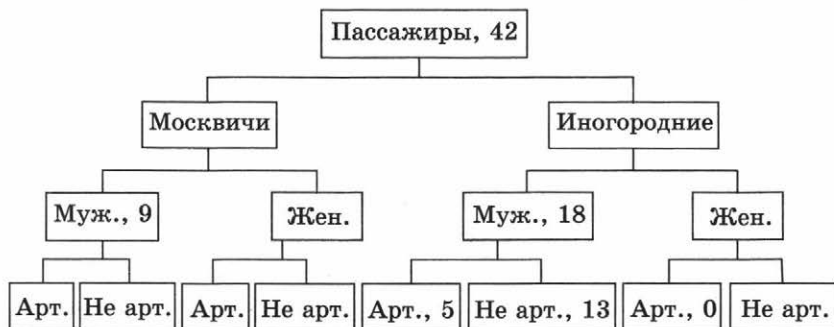 Пассажиры, 42
Москвичи
Иногородние
Муж., 9
Жен.
Муж., 18
Жен.
Арт.
Не арт.
Арт.
Не арт.
Арт., 5
Не арт., 13
Арт., 0
Не арт.